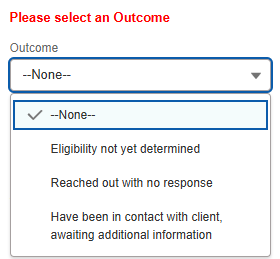 Please select an Outcome
Outcome
--None--
--None--
Eligibility not yet determined
Reached out with no response
Have been in contact with client,
awaiting additional information